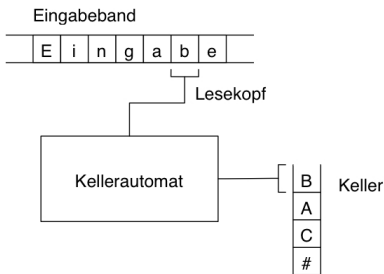 Eingabeband
E i n g a b e
Lesekopf
Kellerautomat
B
Keller
A
C
#